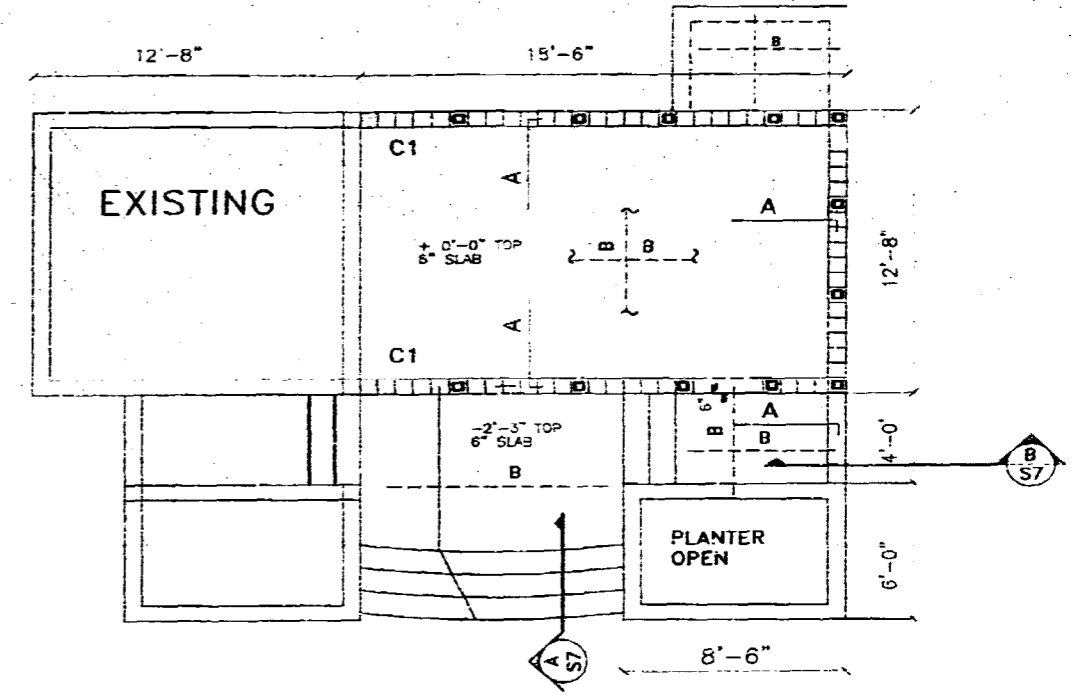 12'-8"
18'-6"
B
C1
A
EXISTING
A
B
B
+ 0'-0" TOP
6" SLAB
12'-8"
A
C1
6"
-2'-3" TOP
6" SLAB
A
B
B
4'-0"
B
B
S7
PLANTER
OPEN
6'-0"
A
S7
8'-6"